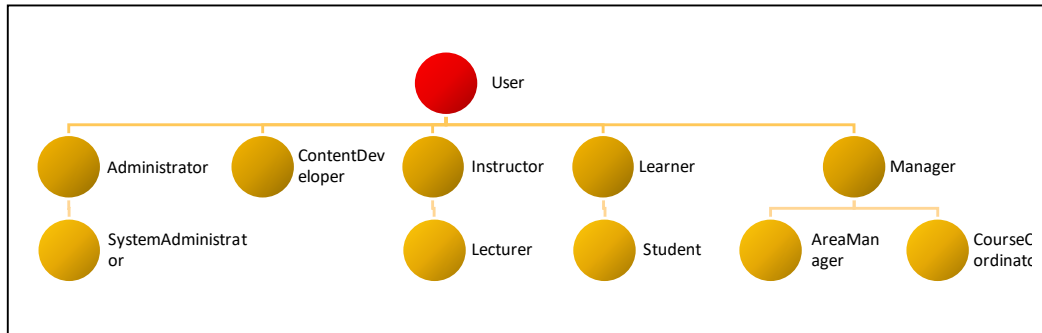 User
Administrator
ContentDev
eloper
Instructor
Learner
Manager
SystemAdministrat
or
Lecturer
Student
AreaMan
ager
CourseC
ordinato